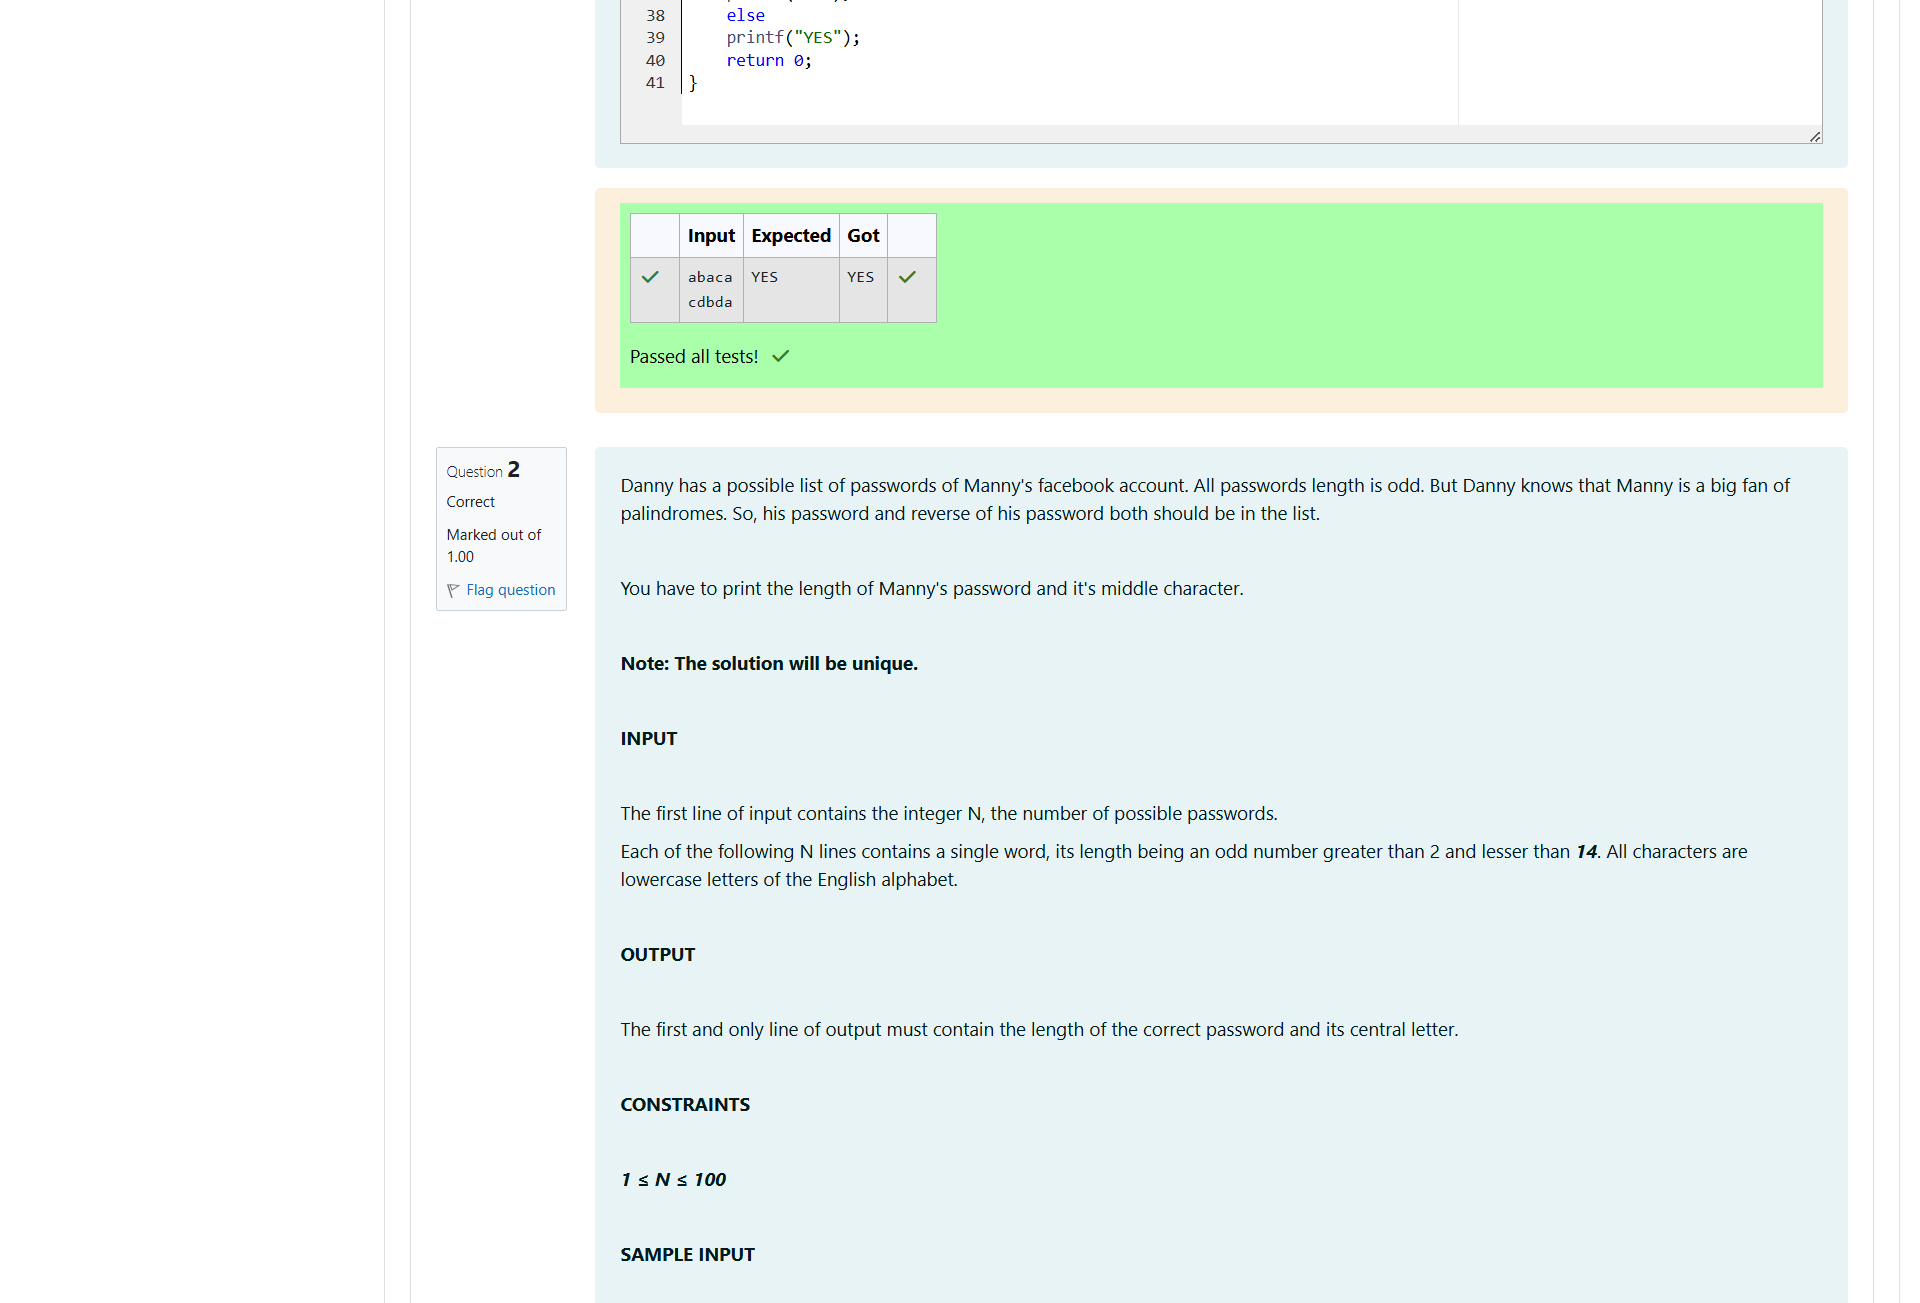 38 else
39 printf("YES");
40 return 0;
41 }
Input Expected Got
abaca YES YES
cdbda
Passed all tests!
Question 2
Correct
Marked out of
1.00
Flag question
Danny has a possible list of passwords of Manny's facebook account. All passwords length is odd. But Danny knows that Manny is a big fan of
palindromes. So, his password and reverse of his password both should be in the list.
You have to print the length of Manny's password and it's middle character.
Note: The solution will be unique.
INPUT
The first line of input contains the integer N, the number of possible passwords.
Each of the following N lines contains a single word, its length being an odd number greater than 2 and lesser than 14. All characters are
lowercase letters of the English alphabet.
OUTPUT
The first and only line of output must contain the length of the correct password and its central letter.
CONSTRAINTS
1 ≤ N ≤ 100
SAMPLE INPUT